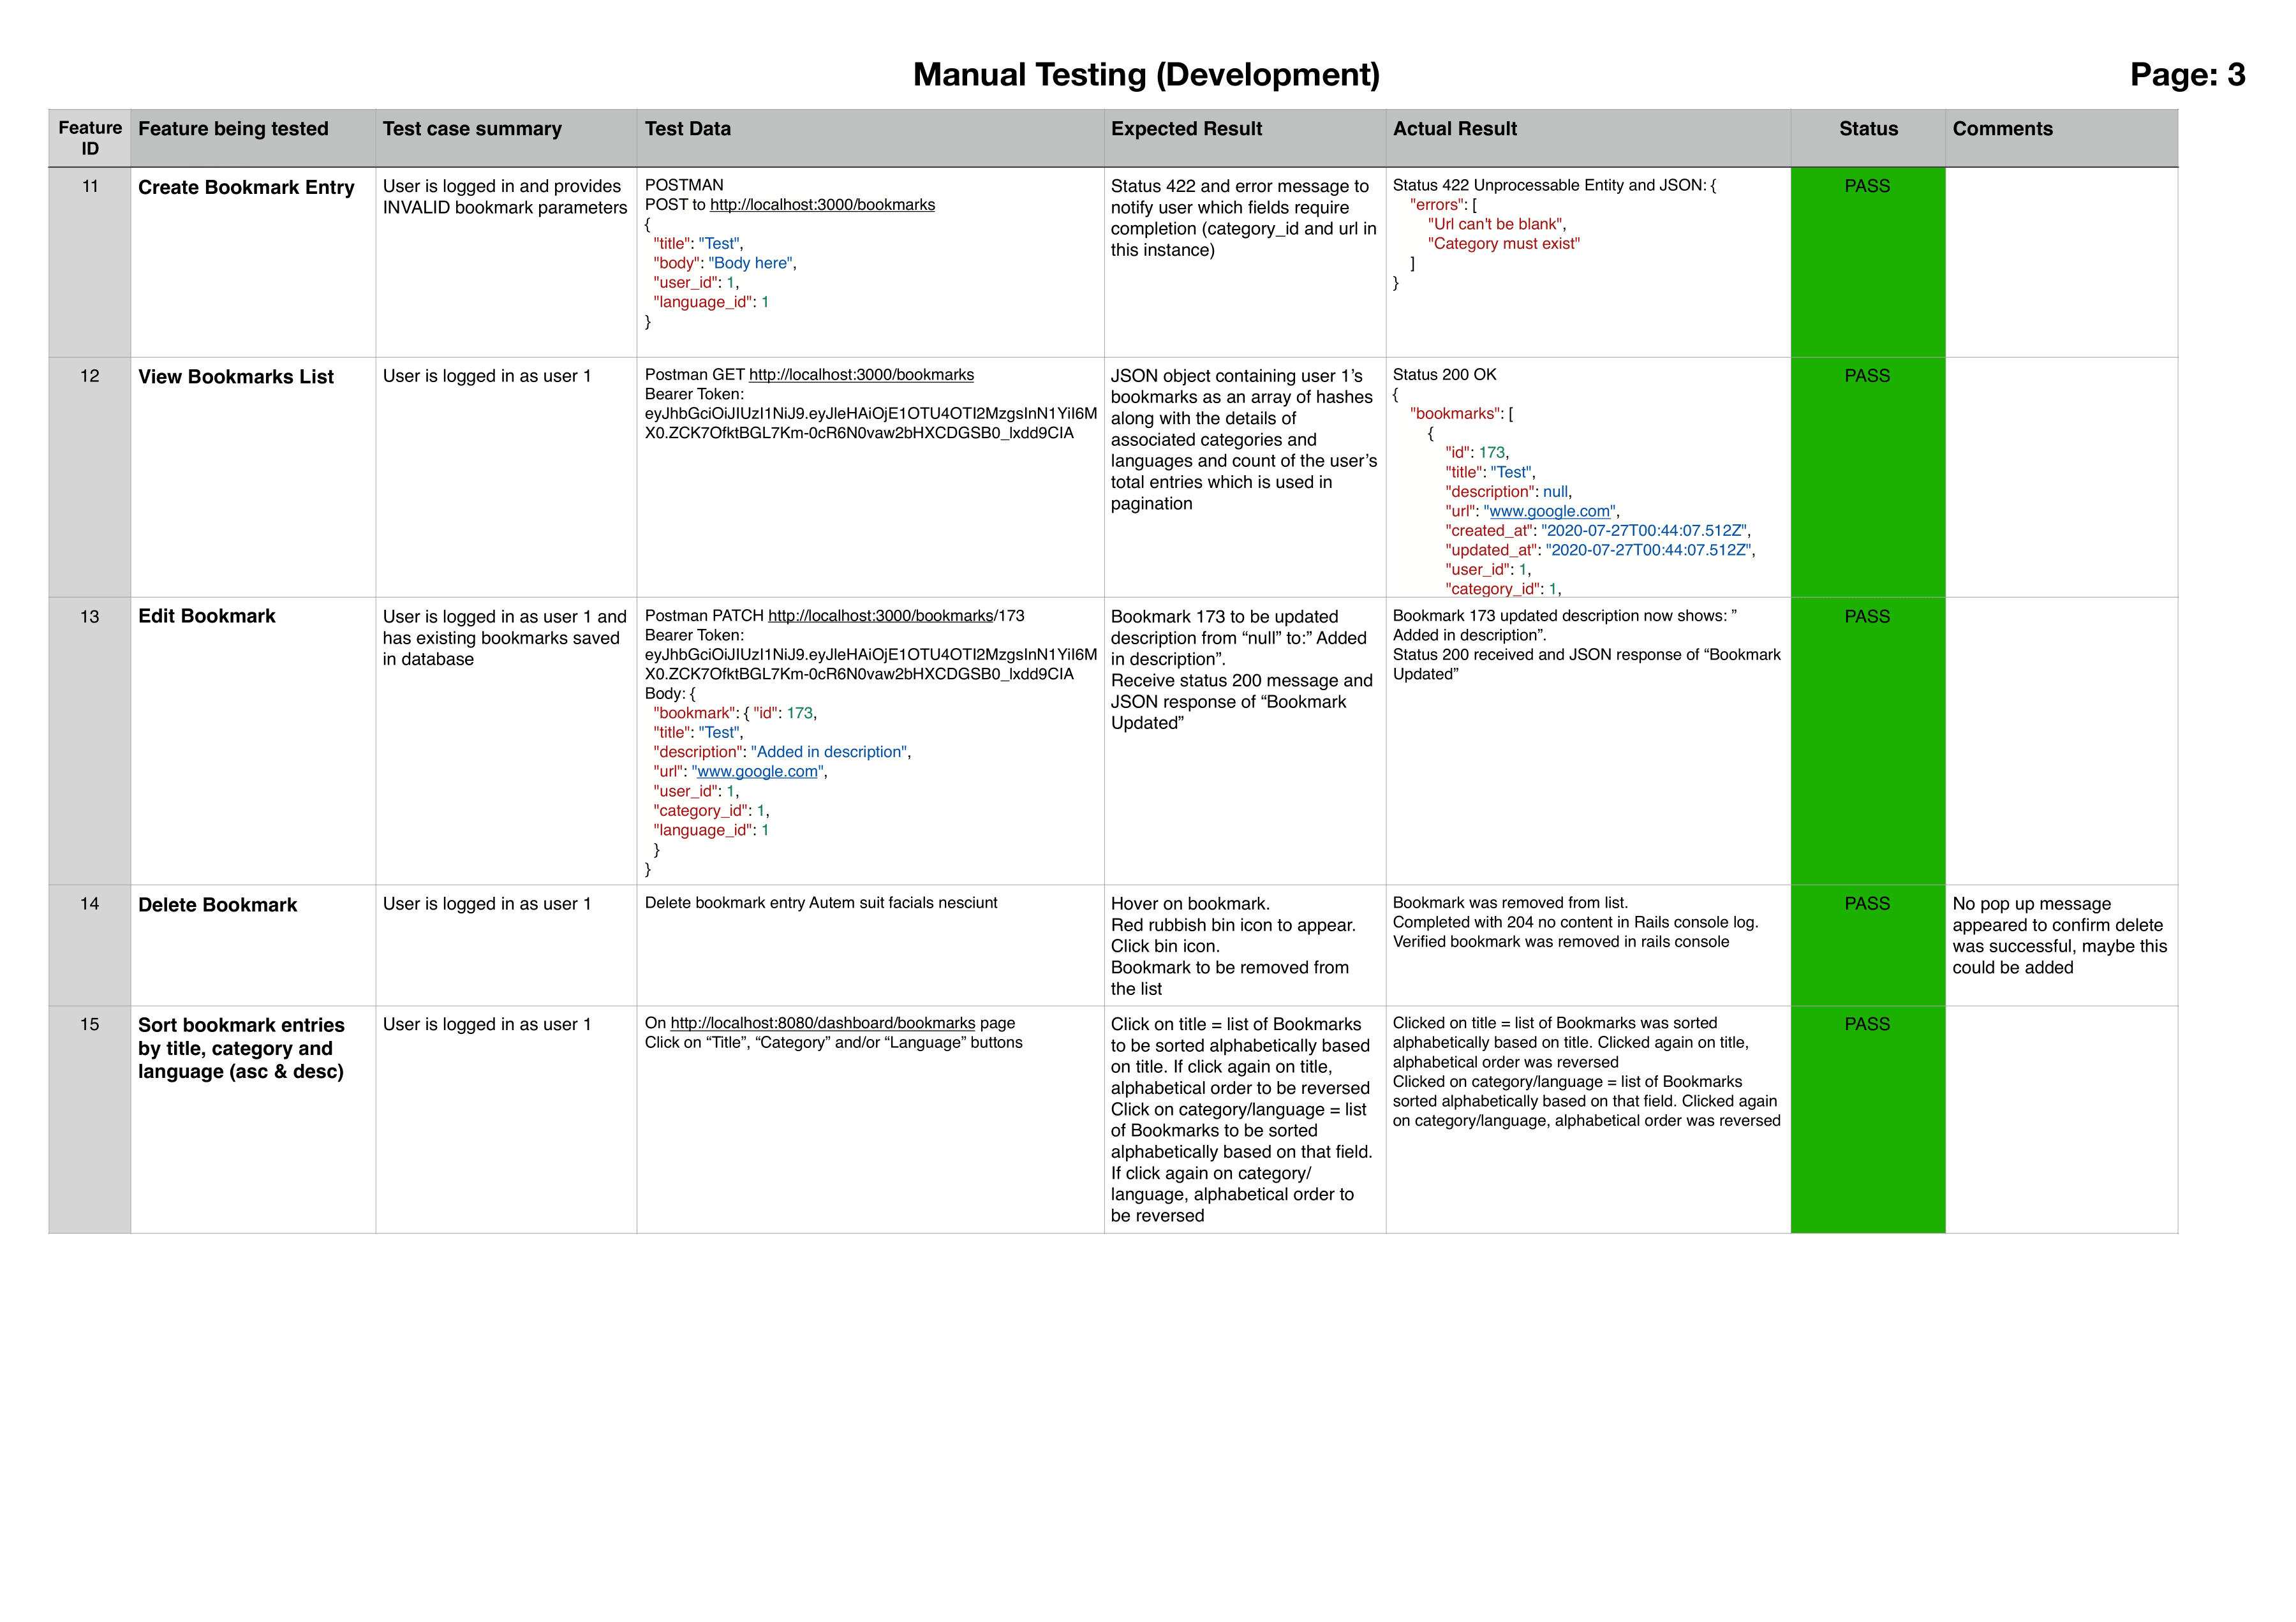 Manual Testing (Development)
Page: 3
Feature ID
Feature being tested
Test case summary
Test Data
Expected Result
Actual Result
Status
Comments
11
Create Bookmark Entry
User is logged in and provides
INVALID bookmark parameters
POSTMAN
POST to http://localhost:3000/bookmarks
{
"title": "Test",
"body": "Body here",
"user_id": 1,
"language_id": 1
}
Status 422 and error message to
notify user which fields require
completion (category_id and url in
this instance)
Status 422 Unprocessable Entity and JSON: {
"errors": [
"Url can't be blank",
"Category must exist"
]
}
PASS
12
View Bookmarks List
User is logged in as user 1
Postman GET http://localhost:3000/bookmarks
Bearer Token:
eyJhbGciOiJIUzI1NiJ9.eyJleHAiOjE1OTU4OTI2MzgsInN1YiI6M
X0.ZCK7OfktBGL7Km-0cR6N0vaw2bHXCDGSB0_lxdd9CIA
JSON object containing user 1’s
bookmarks as an array of hashes
along with the details of
associated categories and
languages and count of the user’s
total entries which is used in
pagination
Status 200 OK
{
"bookmarks": [
{
"id": 173,
"title": "Test",
"description": null,
"url": "www.google.com",
"created_at": "2020-07-27T00:44:07.512Z",
"updated_at": "2020-07-27T00:44:07.512Z",
"user_id": 1,
"category_id": 1,
PASS
13
Edit Bookmark
User is logged in as user 1 and
has existing bookmarks saved
in database
Postman PATCH http://localhost:3000/bookmarks/173
Bearer Token:
eyJhbGciOiJIUzI1NiJ9.eyJleHAiOjE1OTU4OTI2MzgsInN1YiI6M
X0.ZCK7OfktBGL7Km-0cR6N0vaw2bHXCDGSB0_lxdd9CIA
Body: {
"bookmark": { "id": 173,
"title": "Test",
"description": "Added in description",
"url": "www.google.com",
"user_id": 1,
"category_id": 1,
"language_id": 1
}
}
Bookmark 173 to be updated
description from “null” to:” Added
in description”.
Receive status 200 message and
JSON response of “Bookmark
Updated”
Bookmark 173 updated description now shows: ”
Added in description”.
Status 200 received and JSON response of “Bookmark
Updated”
PASS
14
Delete Bookmark
User is logged in as user 1
Delete bookmark entry Autem suit facials nesciunt
Hover on bookmark.
Red rubbish bin icon to appear.
Click bin icon.
Bookmark to be removed from
the list
Bookmark was removed from list.
Completed with 204 no content in Rails console log.
Verified bookmark was removed in rails console
PASS
No pop up message
appeared to confirm delete
was successful, maybe this
could be added
15
Sort bookmark entries
by title, category and
language (asc & desc)
User is logged in as user 1
On http://localhost:8080/dashboard/bookmarks page
Click on “Title”, “Category” and/or “Language” buttons
Click on title = list of Bookmarks
to be sorted alphabetically based
on title. If click again on title,
alphabetical order to be reversed
Click on category/language = list
of Bookmarks to be sorted
alphabetically based on that field.
If click again on category/
language, alphabetical order to
be reversed
Clicked on title = list of Bookmarks was sorted
alphabetically based on title. Clicked again on title,
alphabetical order was reversed
Clicked on category/language = list of Bookmarks
sorted alphabetically based on that field. Clicked again
on category/language, alphabetical order was reversed
PASS